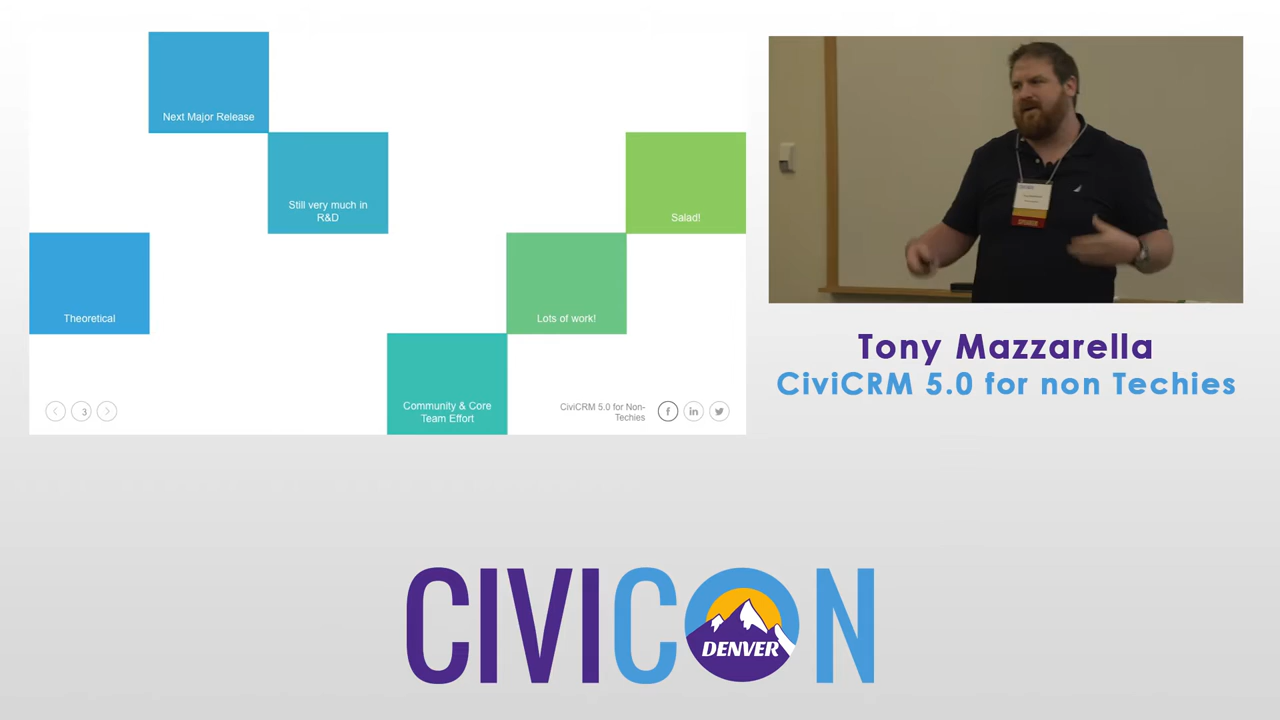 Next Major Release
Still very much in
R&D
Salad!
Theoretical
Lots of work!
Community & Core
Team Effort
3
CiviCRM 5.0 for Non-
Techies
f
in
Tony Mazzarella
CiviCRM 5.0 for non Techies
CIVICON
DENVER